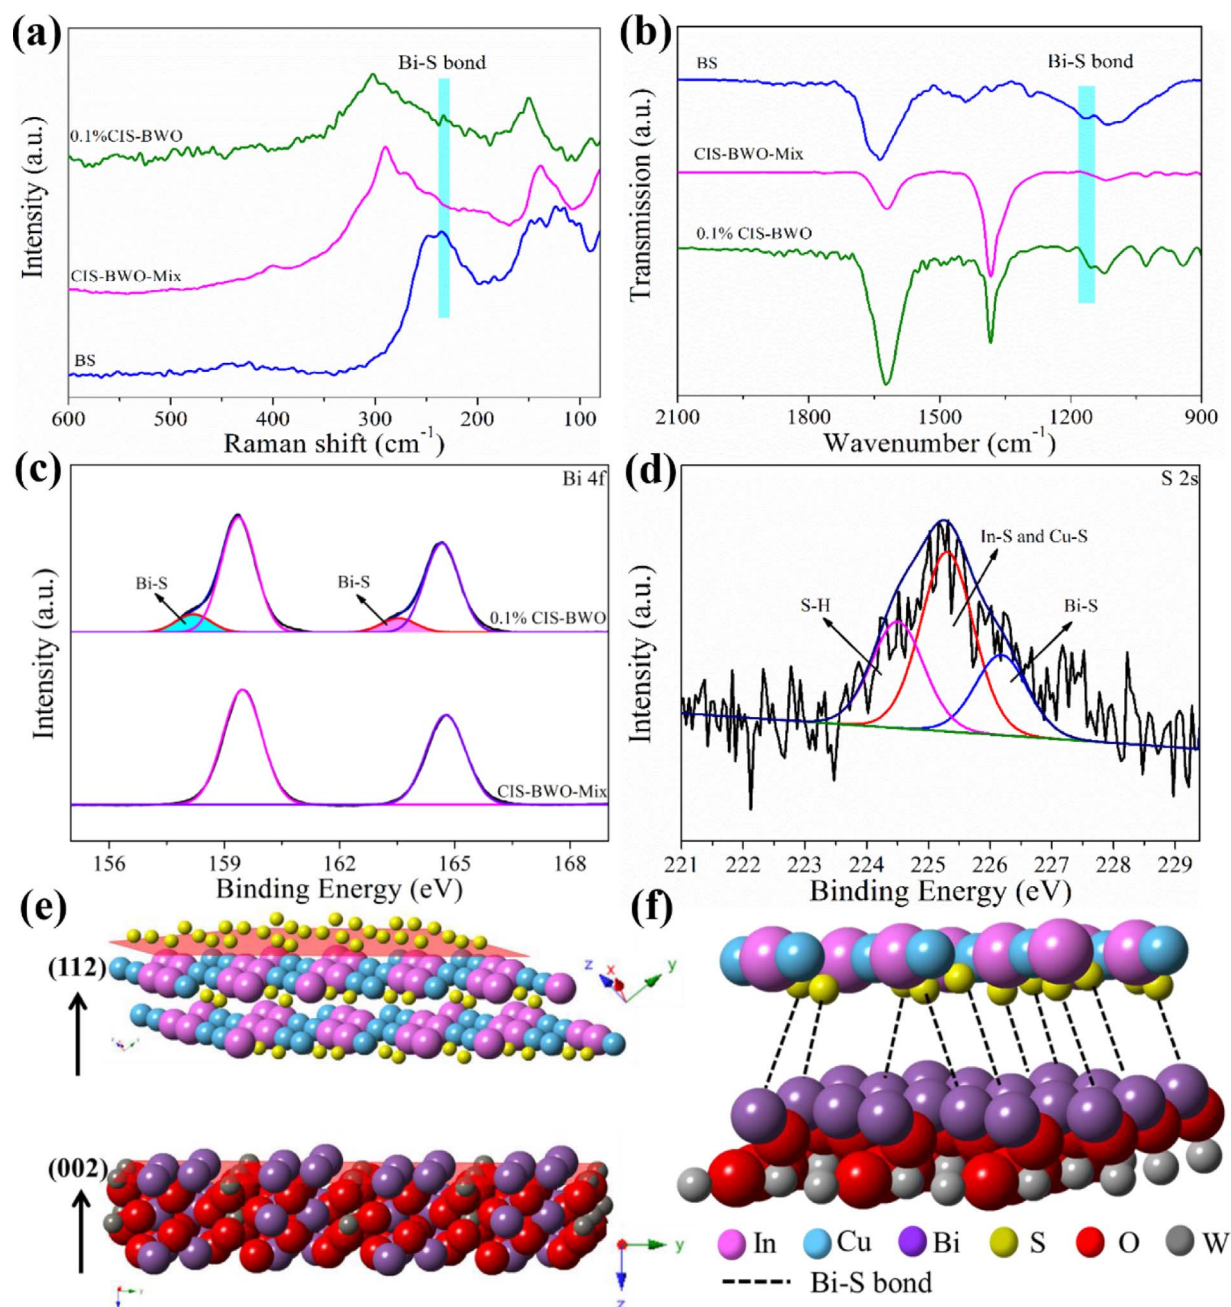 (a)
Bi-S bond
0.1%CIS-BWO
CIS-BWO-Mix
BS
Intensity (a.u.)
600 500 400 300 200 100
Raman shift (cm-1)
(b)
BS
Bi-S bond
CIS-BWO-Mix
0.1% CIS-BWO
Transmission (a.u.)
2100 1800 1500 1200 900
Wavenumber (cm-1)
(c)
Bi 4f
Bi-S
Bi-S
0.1% CIS-BWO
CIS-BWO-Mix
Intensity (a.u.)
156 159 162 165 168
Binding Energy (eV)
(d)
S 2s
In-S and Cu-S
S-H
Bi-S
Intensity (a.u.)
221 222 223 224 225 226 227 228 229
Binding Energy (eV)
(e)
(112)
z x y
(002)
y
z
(f)
In Cu Bi S O W
Bi-S bond